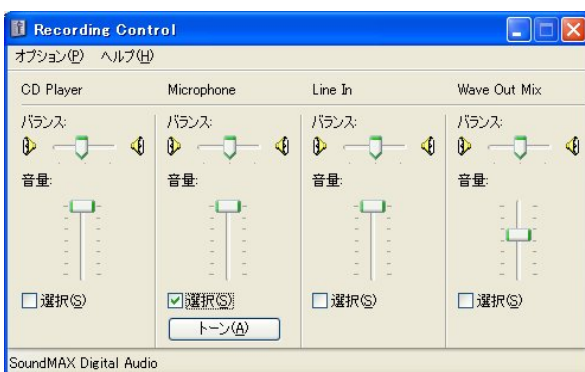 Recording Control
オプション(P) ヘルプ(H)
CD Player Microphone Line In Wave Out Mix
バランス: バランス: バランス: バランス:
音量: 音量: 音量: 音量:
選択(S) 選択(S) 選択(S) 選択(S)
トーン(A)
SoundMAX Digital Audio